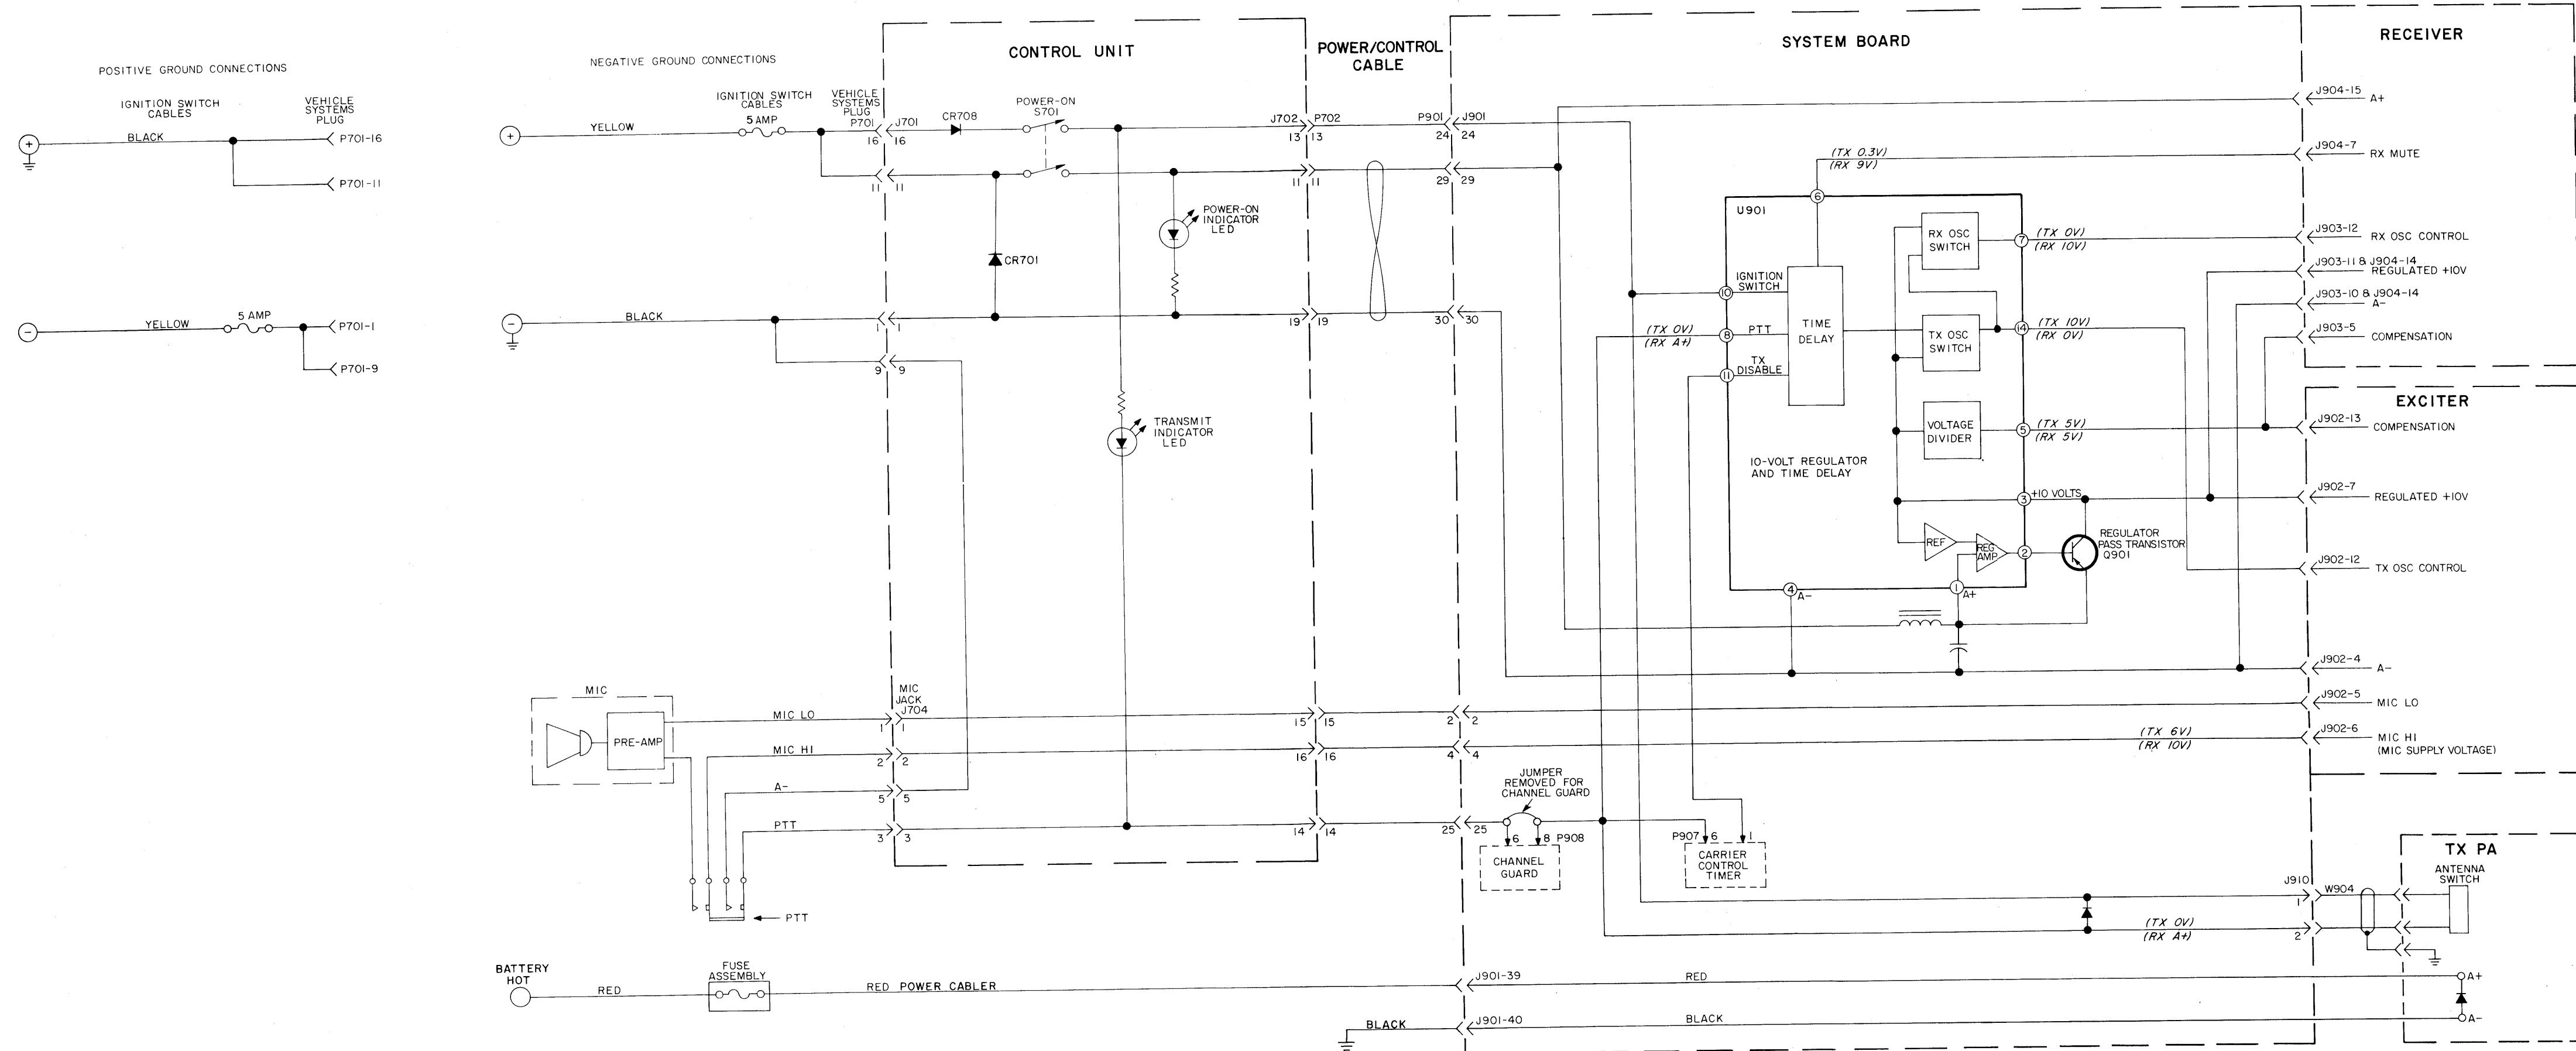 POSITIVE GROUND CONNECTIONS
IGNITION SWITCH
CABLES
VEHICLE
SYSTEMS
PLUG
+
BLACK
P701-16
P701-11
-
YELLOW
5 AMP
P701-1
P701-9
NEGATIVE GROUND CONNECTIONS
IGNITION SWITCH
CABLES
5 AMP
VEHICLE
SYSTEMS
PLUG
P701
J701
+
YELLOW
16 16
11 11
-
BLACK
1 1
9 9
CONTROL UNIT
CR708
POWER-ON
S701
POWER-ON
INDICATOR
LED
CR701
TRANSMIT
INDICATOR
LED
J702 P702
13 13
11 11
19 19
POWER/CONTROL
CABLE
P901 J901
24 24
29 29
30 30
MIC
PRE-AMP
MIC LO
MIC HI
A-
PTT
MIC
JACK
J704
1 1
2 2
5 5
3 3
PTT
15 15
16 16
14 14
2 2
4 4
25 25
BATTERY
HOT
RED
FUSE
ASSEMBLY
RED POWER CABLER
J901-39
RED
BLACK
J901-40
BLACK
SYSTEM BOARD
(TX 0.3V)
(RX 9V)
U901
6
IGNITION
SWITCH
10
(TX 0V)
(RX A+)
8
PTT
TX
DISABLE
11
TIME
DELAY
RX OSC
SWITCH
7
(TX 0V)
(RX 10V)
TX OSC
SWITCH
14
(TX 10V)
(RX 0V)
VOLTAGE
DIVIDER
5
(TX 5V)
(RX 5V)
10-VOLT REGULATOR
AND TIME DELAY
3
+10 VOLTS
REF
REG
AMP
2
REGULATOR
PASS TRANSISTOR
Q901
4
A-
1
A+
JUMPER
REMOVED FOR
CHANNEL GUARD
6
8 P908
CHANNEL
GUARD
P907 6
1
CARRIER
CONTROL
TIMER
(TX 6V)
(RX 10V)
(TX 0V)
(RX A+)
RECEIVER
J904-15
A+
J904-7
RX MUTE
J903-12
RX OSC CONTROL
J903-11 & J904-14
REGULATED +10V
J903-10 & J904-14
A-
J903-5
COMPENSATION
EXCITER
J902-13
COMPENSATION
J902-7
REGULATED +10V
J902-12
TX OSC CONTROL
J902-4
A-
J902-5
MIC LO
J902-6
MIC HI
(MIC SUPPLY VOLTAGE)
TX PA
ANTENNA
SWITCH
J910
W904
1
2
A+
A-